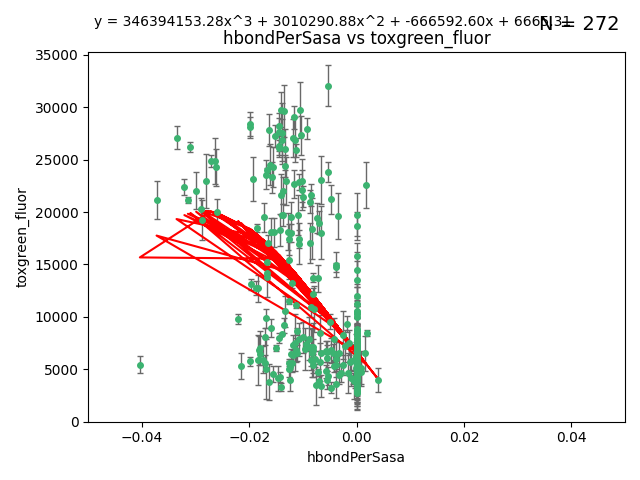 y = 346394153.28x^3 + 3010290.88x^2 + -666592.60x + 6665.31
N = 272
hbondPerSasa vs toxgreen_fluor
35000
30000
25000
20000
15000
10000
5000
0
toxgreen_fluor
−0.04
−0.02
0.00
0.02
0.04
hbondPerSasa